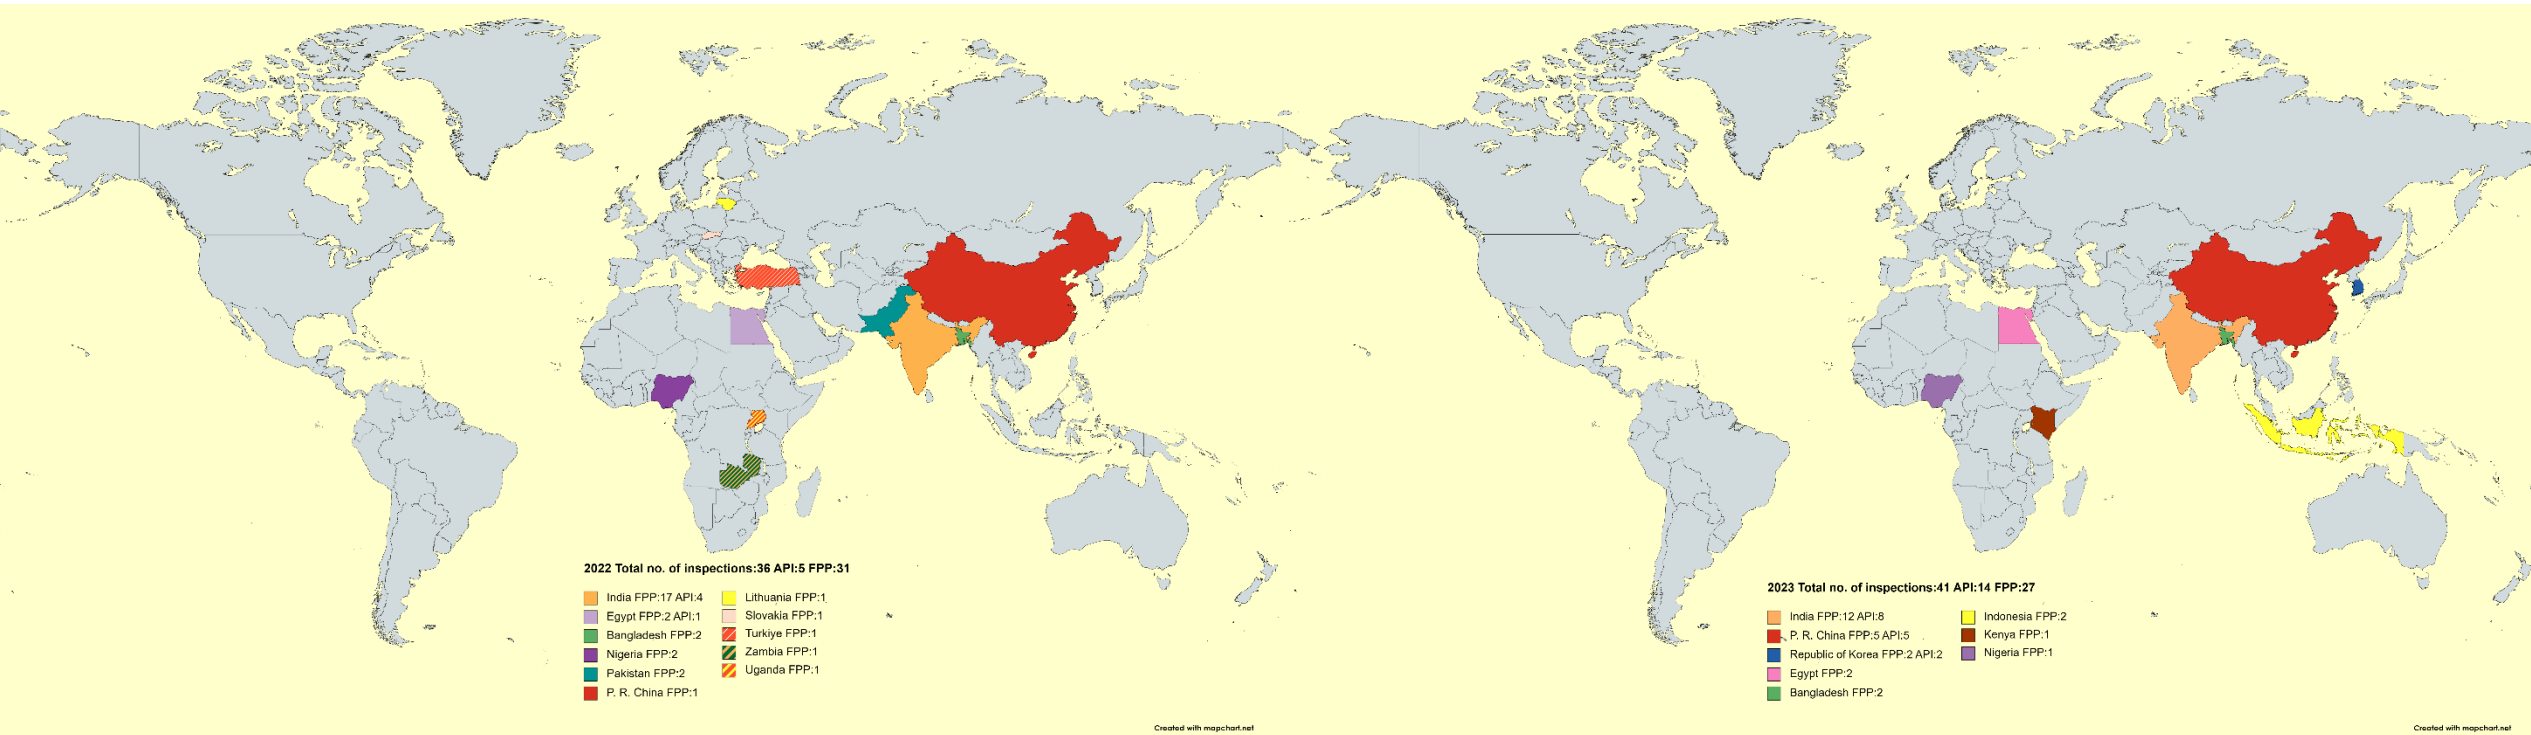 2022 Total no. of inspections:36 API:5 FPP:31
India FPP:17 API:4
Egypt FPP:2 API:1
Bangladesh FPP:2
Nigeria FPP:2
Pakistan FPP:2
P. R. China FPP:1
Lithuania FPP:1
Slovakia FPP:1
Turkiye FPP:1
Zambia FPP:1
Uganda FPP:1
Created with mapchart.net
2023 Total no. of inspections:41 API:14 FPP:27
India FPP:12 API:8
P. R. China FPP:5 API:5
Republic of Korea FPP:2 API:2
Egypt FPP:2
Bangladesh FPP:2
Indonesia FPP:2
Kenya FPP:1
Nigeria FPP:1
Created with mapchart.net